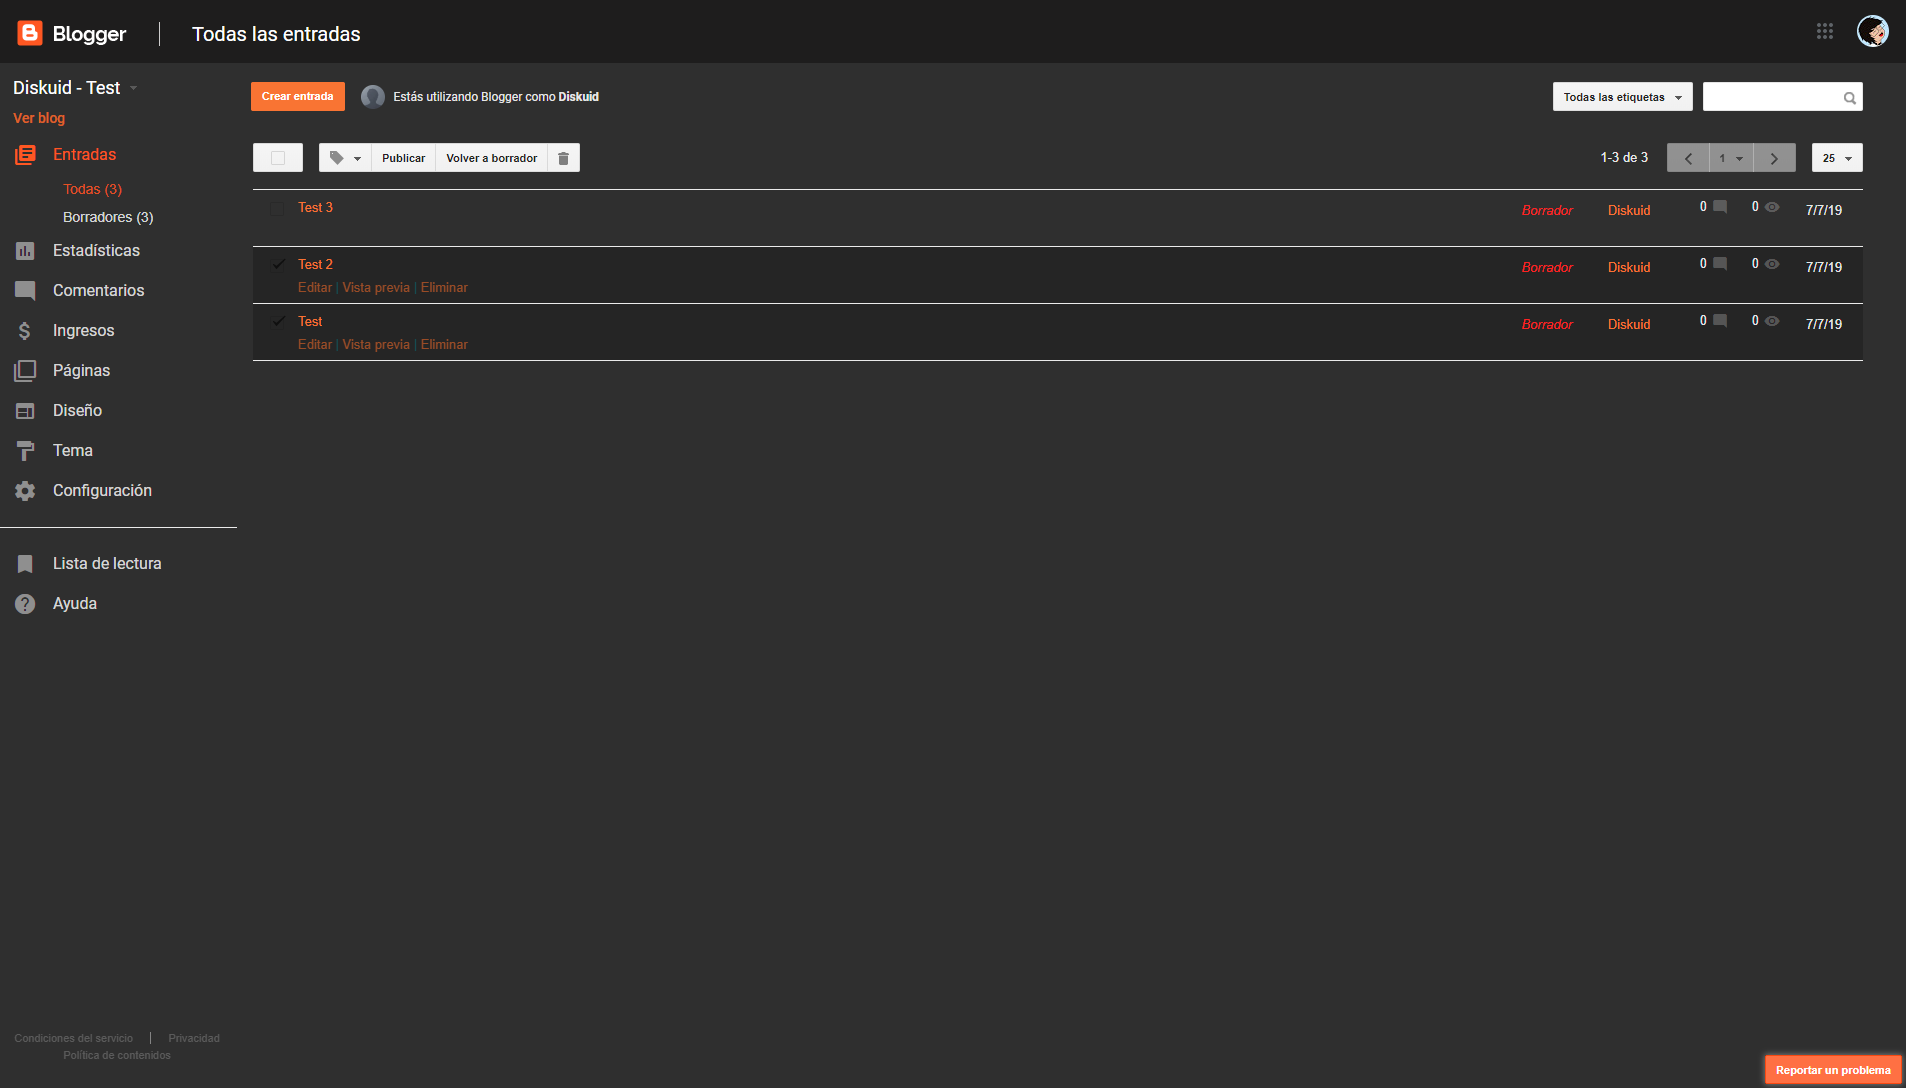 Blogger
Todas las entradas
Diskuid - Test
Ver blog
Entradas
Todas (3)
Borradores (3)
Estadísticas
Comentarios
Ingresos
Páginas
Diseño
Tema
Configuración
Lista de lectura
Ayuda
Crear entrada
Estás utilizando Blogger como Diskuid
Todas las etiquetas
Publicar
Volver a borrador
1-3 de 3
1
25
Test 3 Borrador Diskuid 0 0 7/7/19
Test 2 Borrador Diskuid 0 0 7/7/19
Editar | Vista previa | Eliminar
Test Borrador Diskuid 0 0 7/7/19
Editar | Vista previa | Eliminar
Condiciones del servicio | Privacidad
Política de contenidos
Reportar un problema